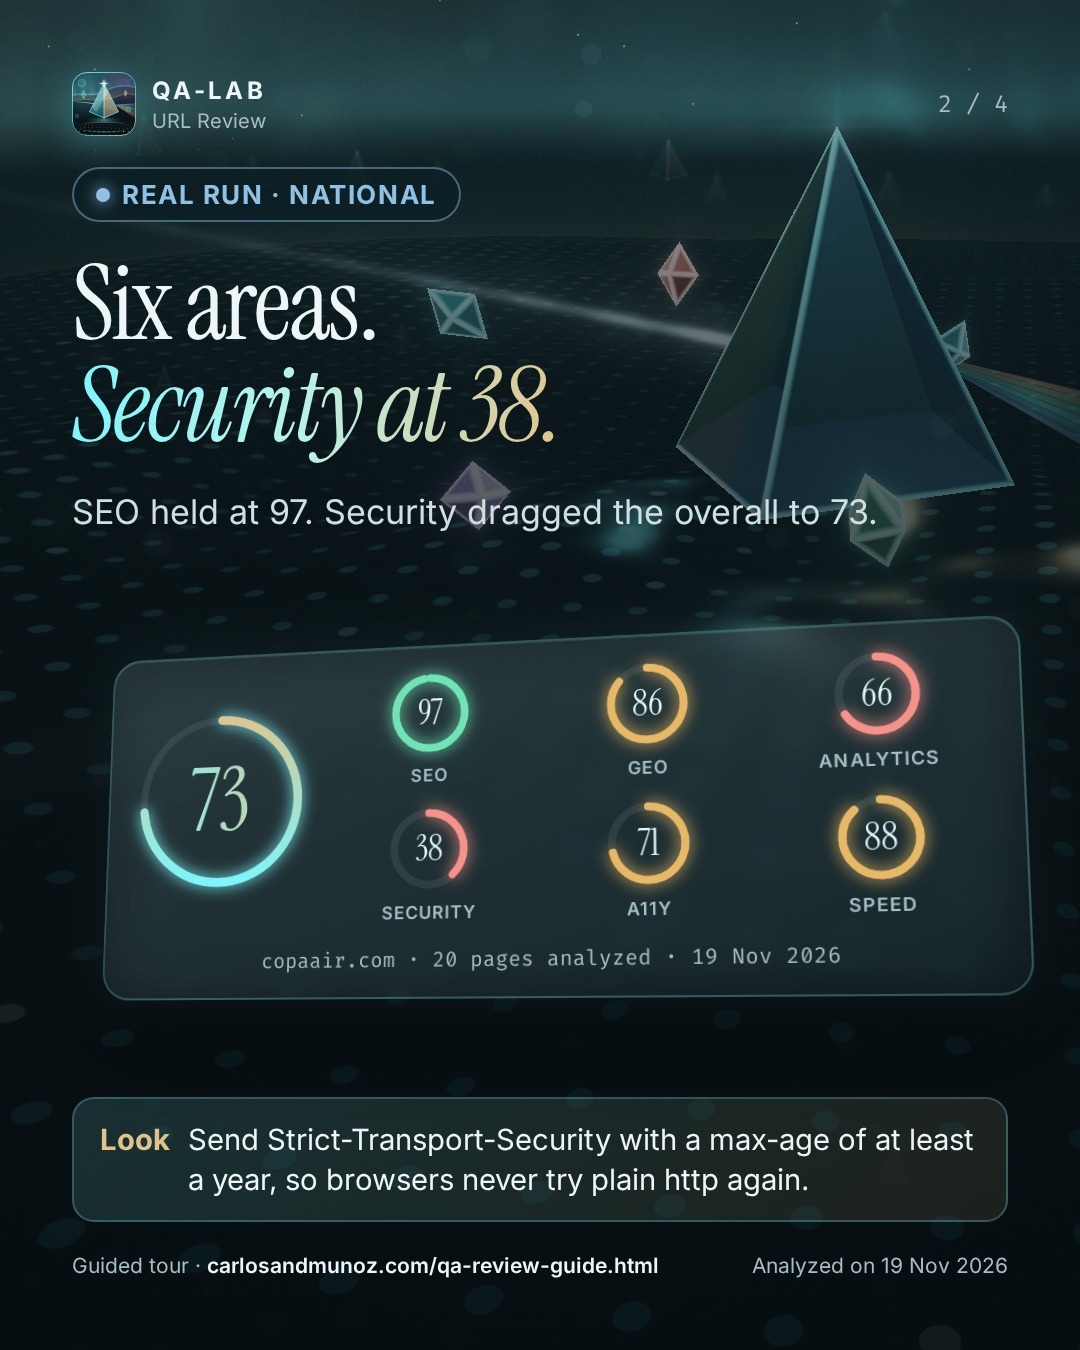 QA-LAB
URL Review
2 / 4
REAL RUN · NATIONAL
Six areas.
Security at 38.
SEO held at 97. Security dragged the overall to 73.
73
97
SEO
86
GEO
66
ANALYTICS
38
SECURITY
71
A11Y
88
SPEED
copaair.com · 20 pages analyzed · 19 Nov 2026
Look Send Strict-Transport-Security with a max-age of at least
a year, so browsers never try plain http again.
Guided tour · carlosandmunoz.com/qa-review-guide.html
Analyzed on 19 Nov 2026